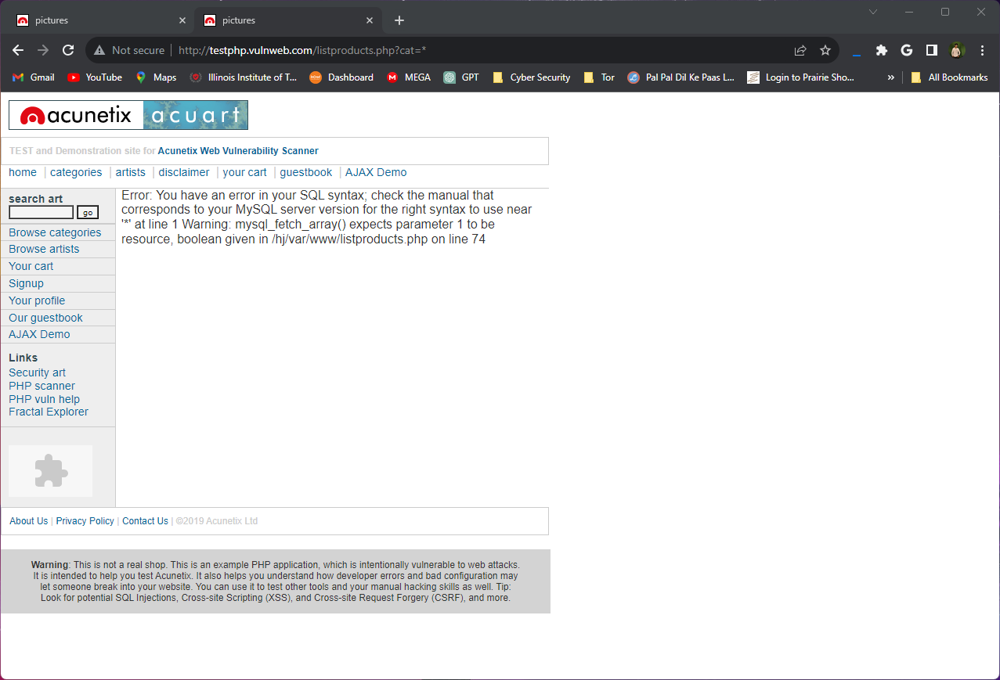 pictures
pictures
Not secure http://testphp.vulnweb.com/listproducts.php?cat=*
Gmail YouTube Maps Illinois Institute of T... Dashboard MEGA GPT Cyber Security Tor Pal Pal Dil Ke Paas L... Login to Prairie Sho... » All Bookmarks
acunetix acuart
TEST and Demonstration site for Acunetix Web Vulnerability Scanner
home | categories | artists | disclaimer | your cart | guestbook | AJAX Demo
search art
go
Browse categories
Browse artists
Your cart
Signup
Your profile
Our guestbook
AJAX Demo
Links
Security art
PHP scanner
PHP vuln help
Fractal Explorer
Error: You have an error in your SQL syntax; check the manual that
corresponds to your MySQL server version for the right syntax to use near
'*' at line 1 Warning: mysql_fetch_array() expects parameter 1 to be
resource, boolean given in /hj/var/www/listproducts.php on line 74
About Us | Privacy Policy | Contact Us | ©2019 Acunetix Ltd
Warning: This is not a real shop. This is an example PHP application, which is intentionally vulnerable to web attacks.
It is intended to help you test Acunetix. It also helps you understand how developer errors and bad configuration may
let someone break into your website. You can use it to test other tools and your manual hacking skills as well. Tip:
Look for potential SQL Injections, Cross-site Scripting (XSS), and Cross-site Request Forgery (CSRF), and more.